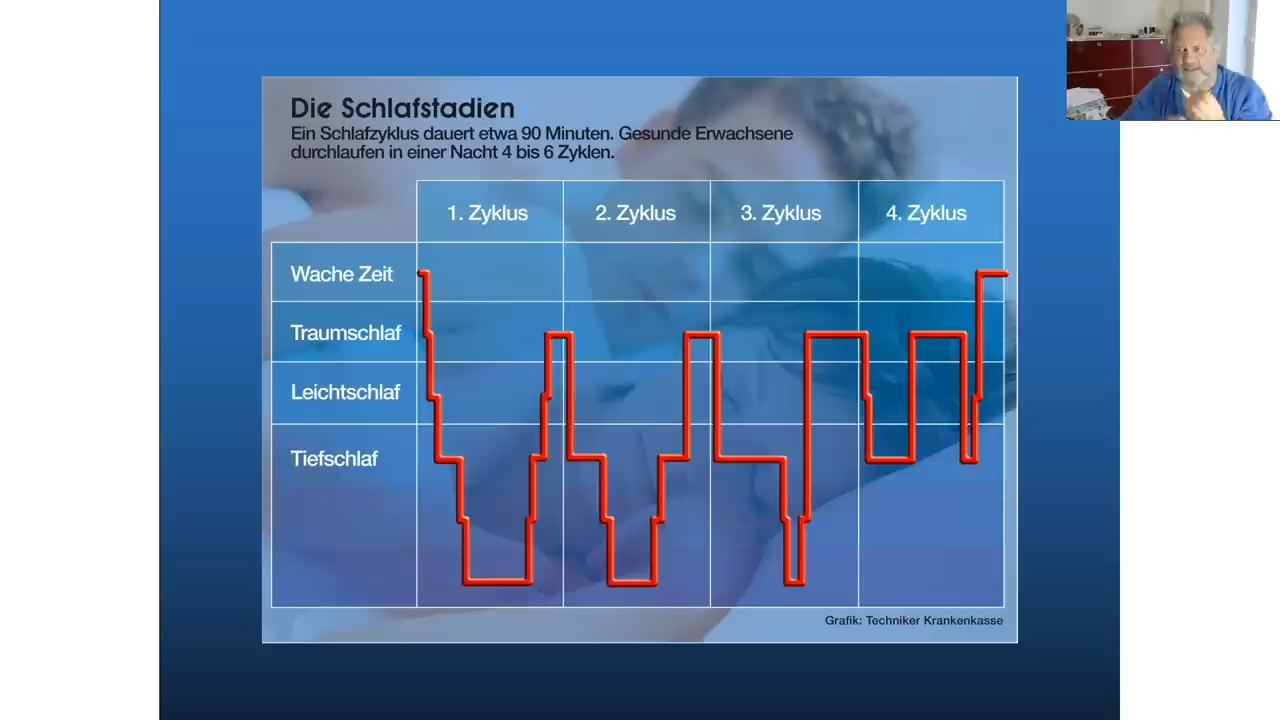 Die Schlafstadien
Ein Schlafzyklus dauert etwa 90 Minuten. Gesunde Erwachsene
durchlaufen in einer Nacht 4 bis 6 Zyklen.
1. Zyklus 2. Zyklus 3. Zyklus 4. Zyklus
Wache Zeit
Traumschlaf
Leichtschlaf
Tiefschlaf
Grafik: Techniker Krankenkasse